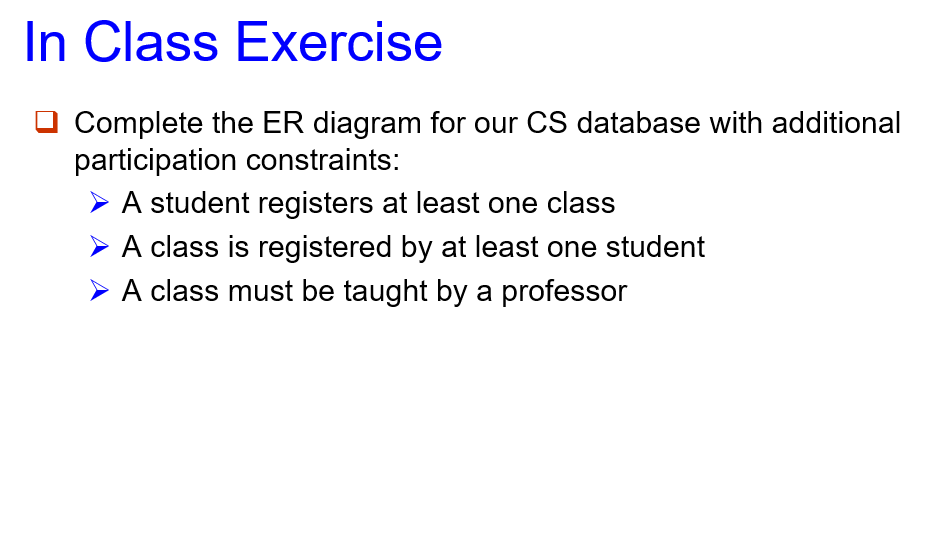 In Class Exercise
Complete the ER diagram for our CS database with additional
participation constraints:
A student registers at least one class
A class is registered by at least one student
A class must be taught by a professor